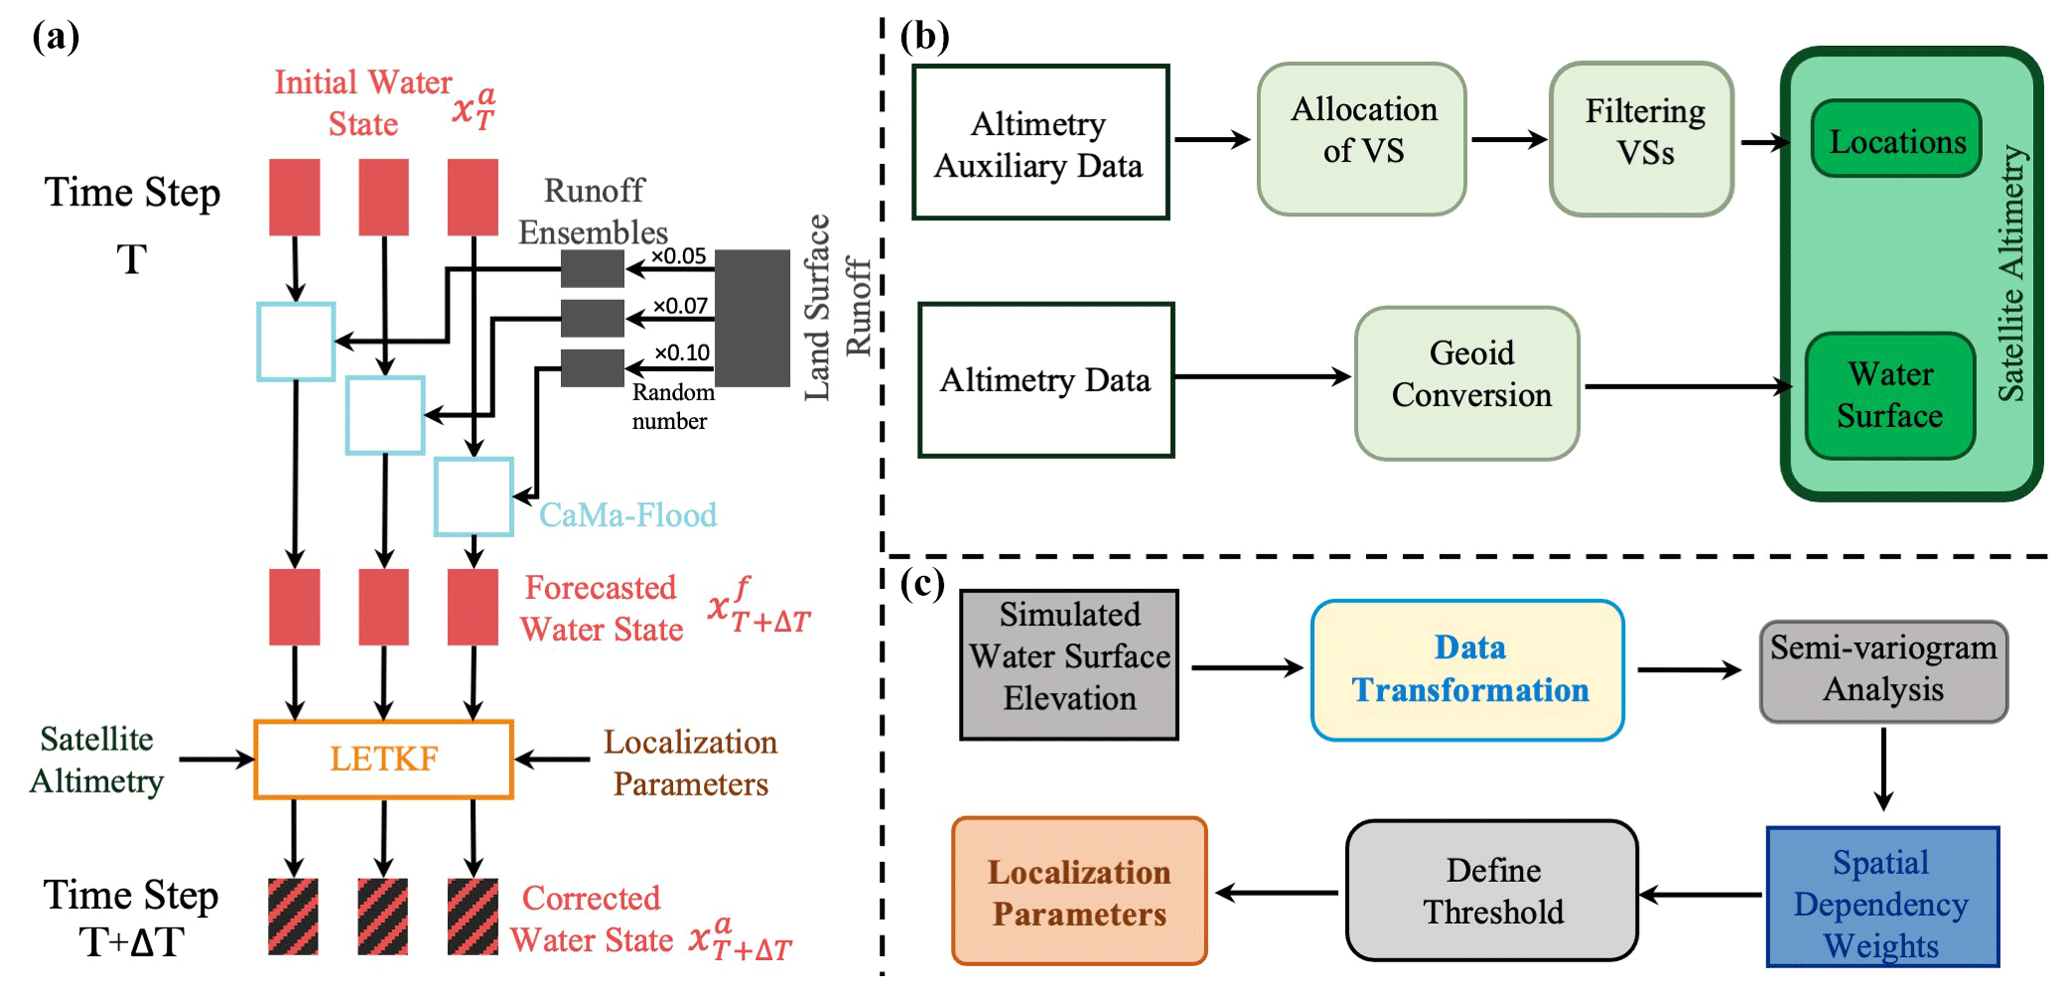 (a)
Initial Water
State
x_T^a
Time Step
T
Runoff
Ensembles
×0.05
×0.07
×0.10
Random
number
Land Surface
Runoff
CaMa-Flood
Forecasted
Water State
x_{T+ΔT}^f
Satellite
Altimetry
LETKF
Localization
Parameters
Time Step
T+ΔT
Corrected
Water State
x_{T+ΔT}^a
(b)
Altimetry
Auxiliary Data
Allocation
of VS
Filtering
VSs
Locations
Altimetry Data
Geoid
Conversion
Water
Surface
Satellite Altimetry
(c)
Simulated
Water Surface
Elevation
Data
Transformation
Semi-variogram
Analysis
Spatial
Dependency
Weights
Define
Threshold
Localization
Parameters